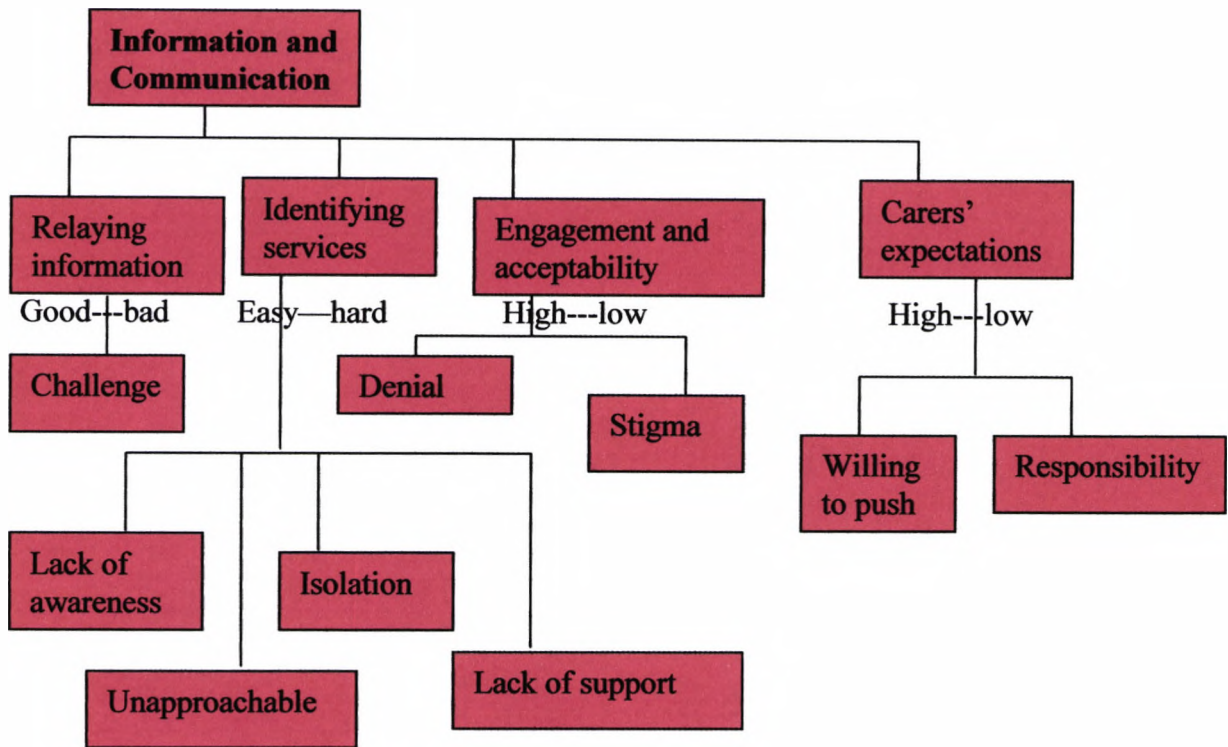 Information and
Communication
Relaying
information
Identifying
services
Engagement and
acceptability
Carers’
expectations
Good---bad
Easy—hard
High---low
High---low
Challenge
Denial
Stigma
Willing
to push
Responsibility
Lack of
awareness
Isolation
Unapproachable
Lack of support